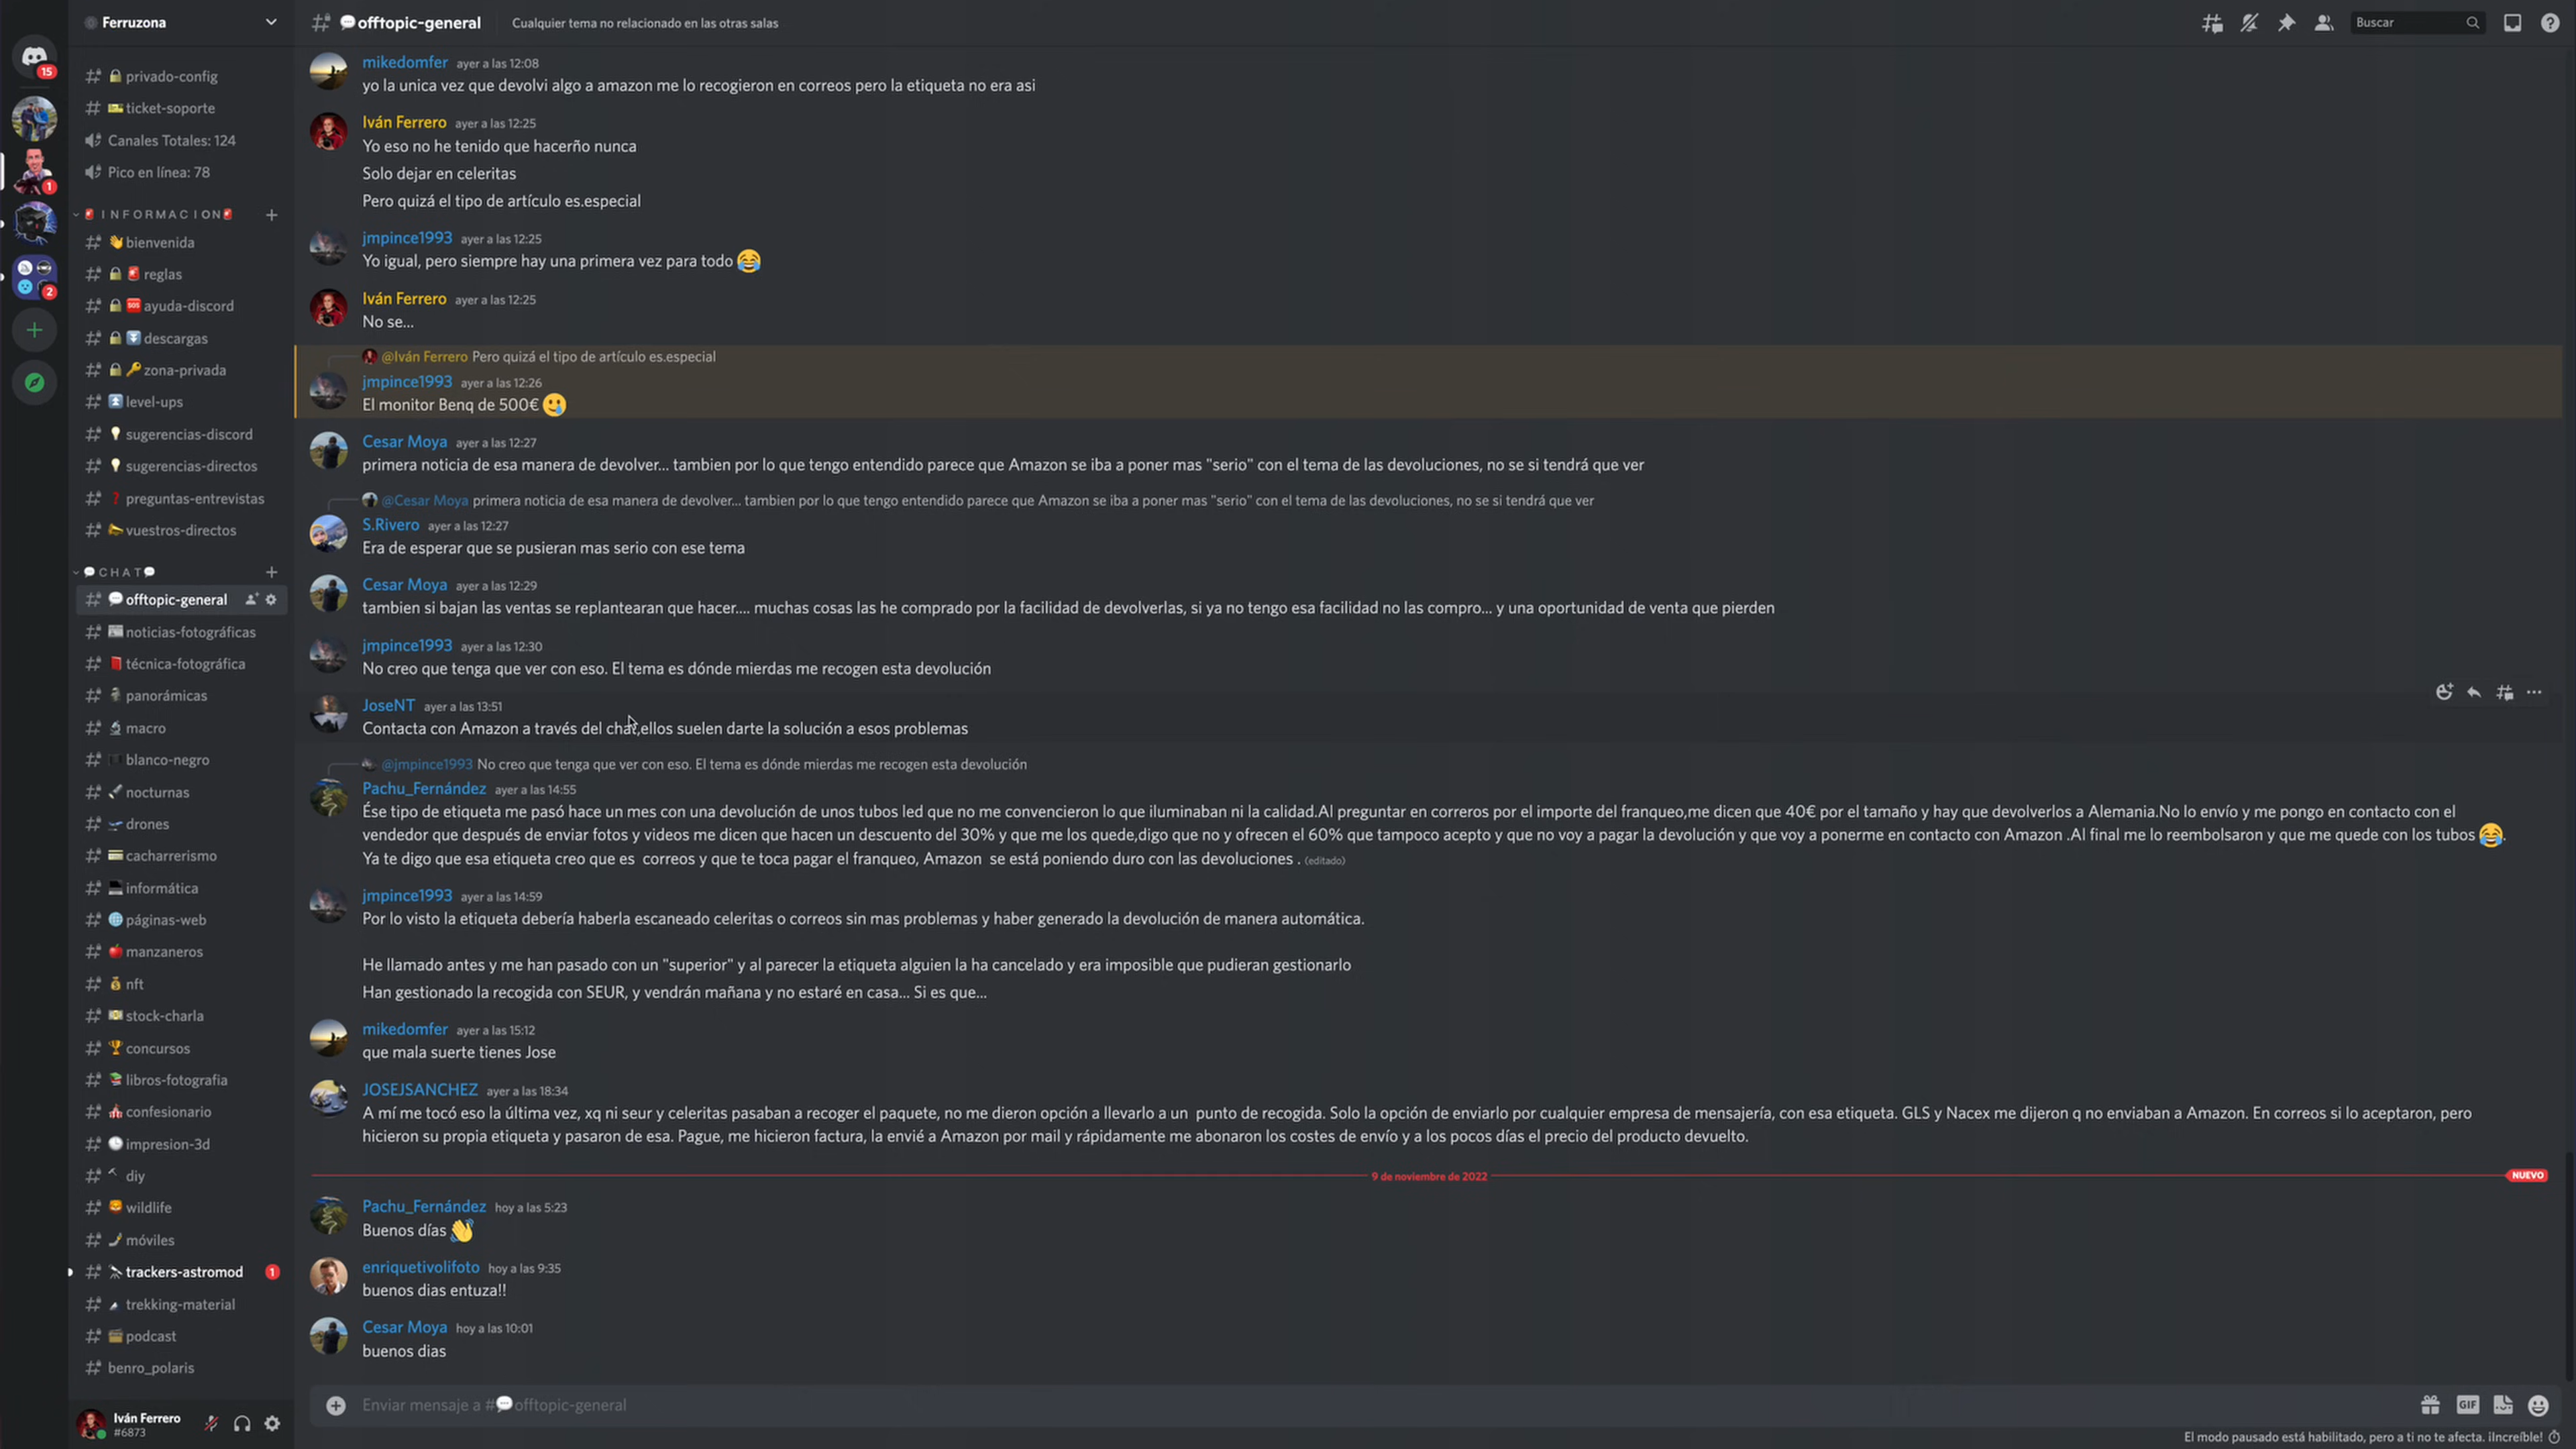 Ferruzona
offtopic-general
Cualquier tema no relacionado en las otras salas
Buscar
15
1
2
privado-config
ticket-soporte
Canales Totales: 124
Pico en línea: 78
INFORMACION
bienvenida
reglas
SOS
ayuda-discord
descargas
zona-privada
level-ups
sugerencias-discord
sugerencias-directos
preguntas-entrevistas
vuestros-directos
CHAT
offtopic-general
noticias-fotográficas
técnica-fotográfica
panorámicas
macro
blanco-negro
nocturnas
drones
cacharrerismo
informática
páginas-web
manzaneros
nft
stock-charla
concursos
libros-fotografia
confesionario
impresion-3d
diy
wildlife
móviles
trackers-astromod 1
trekking-material
podcast
benro_polaris
Iván Ferrero
#6873
mikedomfer ayer a las 12:08
yo la unica vez que devolvi algo a amazon me lo recogieron en correos pero la etiqueta no era asi
Iván Ferrero ayer a las 12:25
Yo eso no he tenido que hacerño nunca
Solo dejar en celeritas
Pero quizá el tipo de artículo es.especial
jmpince1993 ayer a las 12:25
Yo igual, pero siempre hay una primera vez para todo 😂
Iván Ferrero ayer a las 12:25
No se...
@Iván Ferrero Pero quizá el tipo de artículo es.especial
jmpince1993 ayer a las 12:26
El monitor Benq de 500€ 🥲
Cesar Moya ayer a las 12:27
primera noticia de esa manera de devolver... tambien por lo que tengo entendido parece que Amazon se iba a poner mas "serio" con el tema de las devoluciones, no se si tendrá que ver
@Cesar Moya primera noticia de esa manera de devolver... tambien por lo que tengo entendido parece que Amazon se iba a poner mas "serio" con el tema de las devoluciones, no se si tendrá que ver
S.Rivero ayer a las 12:27
Era de esperar que se pusieran mas serio con ese tema
Cesar Moya ayer a las 12:29
tambien si bajan las ventas se replantearan que hacer.... muchas cosas las he comprado por la facilidad de devolverlas, si ya no tengo esa facilidad no las compro... y una oportunidad de venta que pierden
jmpince1993 ayer a las 12:30
No creo que tenga que ver con eso. El tema es dónde mierdas me recogen esta devolución
JoseNT ayer a las 13:51
Contacta con Amazon a través del chat,ellos suelen darte la solución a esos problemas
@jmpince1993 No creo que tenga que ver con eso. El tema es dónde mierdas me recogen esta devolución
Pachu_Fernández ayer a las 14:55
Ése tipo de etiqueta me pasó hace un mes con una devolución de unos tubos led que no me convencieron lo que iluminaban ni la calidad.Al preguntar en correros por el importe del franqueo,me dicen que 40€ por el tamaño y hay que devolverlos a Alemania.No lo envío y me pongo en contacto con el
vendedor que después de enviar fotos y videos me dicen que hacen un descuento del 30% y que me los quede,digo que no y ofrecen el 60% que tampoco acepto y que no voy a pagar la devolución y que voy a ponerme en contacto con Amazon .Al final me lo reembolsaron y que me quede con los tubos 😂.
Ya te digo que esa etiqueta creo que es correos y que te toca pagar el franqueo, Amazon se está poniendo duro con las devoluciones . (editado)
jmpince1993 ayer a las 14:59
Por lo visto la etiqueta debería haberla escaneado celeritas o correos sin mas problemas y haber generado la devolución de manera automática.
He llamado antes y me han pasado con un "superior" y al parecer la etiqueta alguien la ha cancelado y era imposible que pudieran gestionarlo
Han gestionado la recogida con SEUR, y vendrán mañana y no estaré en casa... Si es que...
mikedomfer ayer a las 15:12
que mala suerte tienes Jose
JOSEJSANCHEZ ayer a las 18:34
A mí me tocó eso la última vez, xq ni seur y celeritas pasaban a recoger el paquete, no me dieron opción a llevarlo a un punto de recogida. Solo la opción de enviarlo por cualquier empresa de mensajería, con esa etiqueta. GLS y Nacex me dijeron q no enviaban a Amazon. En correos si lo aceptaron, pero
hicieron su propia etiqueta y pasaron de esa. Pague, me hicieron factura, la envié a Amazon por mail y rápidamente me abonaron los costes de envío y a los pocos días el precio del producto devuelto.
9 de noviembre de 2022
NUEVO
Pachu_Fernández hoy a las 5:23
Buenos días 👋
enriquetivolifoto hoy a las 9:35
buenos dias entuza!!
Cesar Moya hoy a las 10:01
buenos dias
Enviar mensaje a #💬offtopic-general
GIF
El modo pausado está habilitado, pero a ti no te afecta. ¡Increíble!